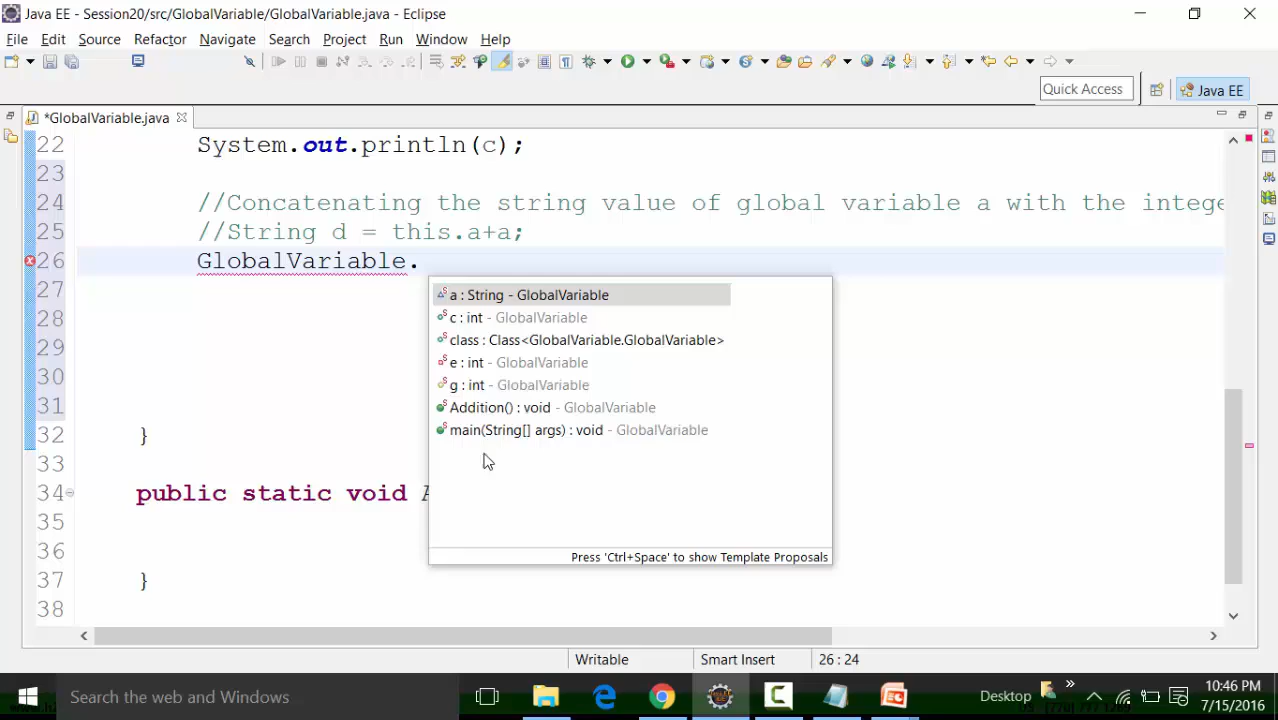 Java EE - Session20/src/GlobalVariable/GlobalVariable.java - Eclipse
File Edit Source Refactor Navigate Search Project Run Window Help
Quick Access
Java EE
*GlobalVariable.java
22 System.out.println(c);
23
24 //Concatenating the string value of global variable a with the intege
25 //String d = this.a+a;
26 GlobalVariable.
27
a : String - GlobalVariable
28 c : int - GlobalVariable
29 class : Class<GlobalVariable.GlobalVariable>
30 e : int - GlobalVariable
g : int - GlobalVariable
31 Addition() : void - GlobalVariable
32 } main(String[] args) : void - GlobalVariable
33
34 public static void A
35
36
Press 'Ctrl+Space' to show Template Proposals
37 }
38
Writable Smart Insert 26 : 24
Search the web and Windows
Desktop
10:46 PM
7/15/2016